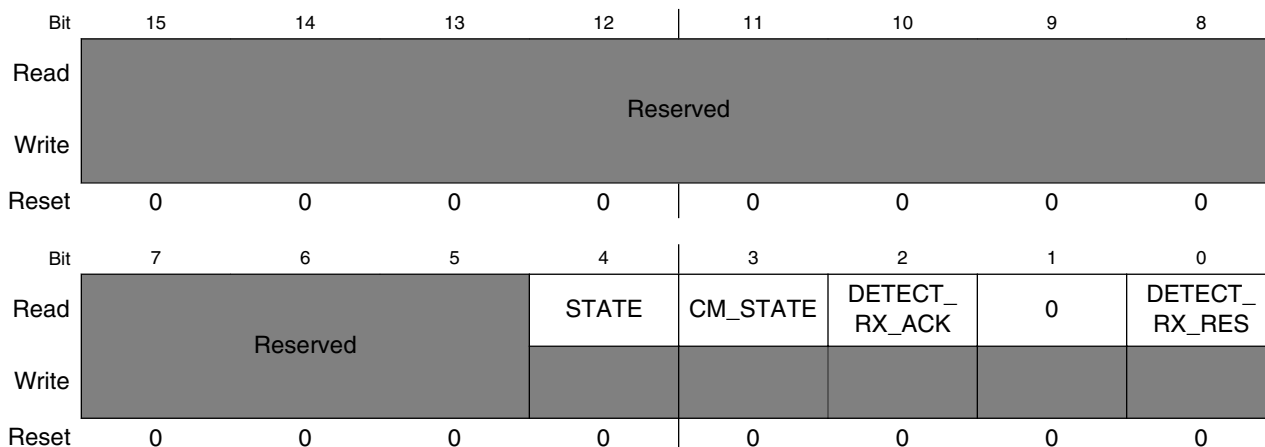 Bit 15 14 13 12 11 10 9 8
Read
Reserved
Write
Reset 0 0 0 0 0 0 0 0
Bit 7 6 5 4 3 2 1 0
Read Reserved STATE CM_STATE DETECT_ RX_ACK 0 DETECT_ RX_RES
Write
Reset 0 0 0 0 0 0 0 0